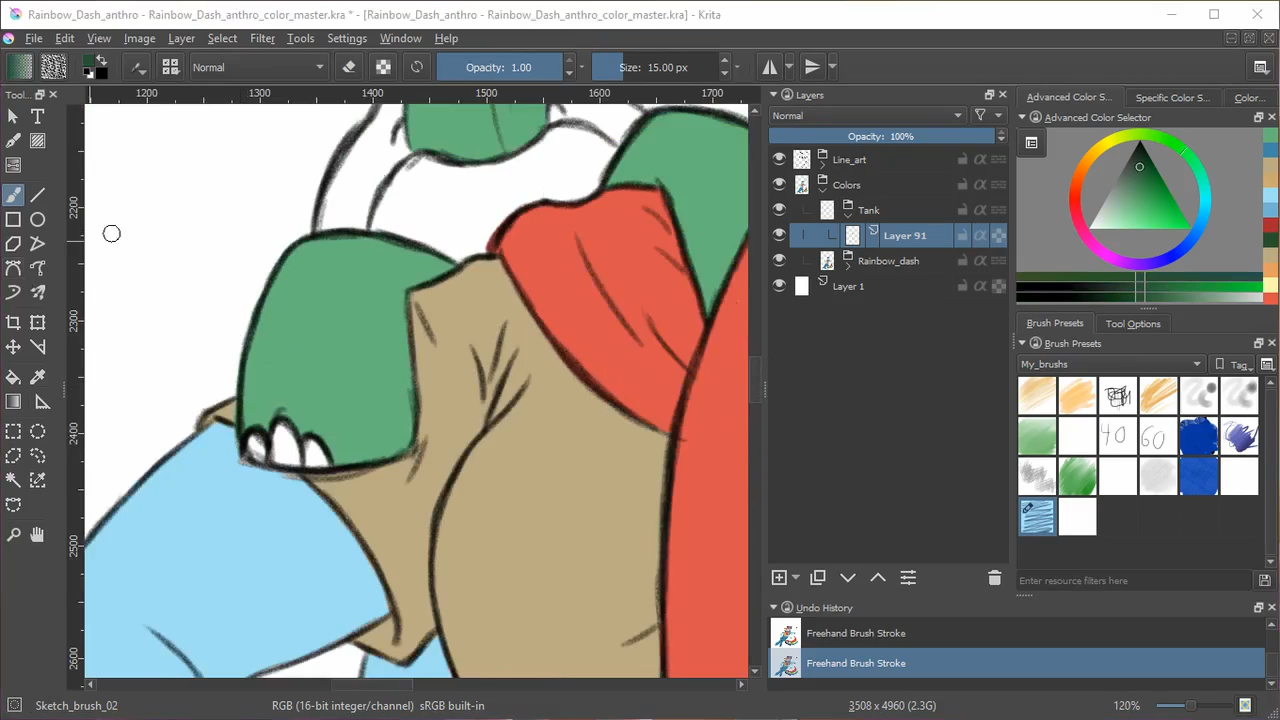 Rainbow_Dash_anthro - Rainbow_Dash_anthro_color_master.kra * - [Rainbow_Dash_anthro - Rainbow_Dash_anthro_color_master.kra] - Krita
File Edit View Image Layer Select Filter Tools Settings Window Help
Normal Opacity: 1.00 Size: 15.00 px
Tool...
1200 1300 1400 1500 1600 1700
2200
2300
2400
2500
2600
Layers
Normal
Opacity: 100%
Line_art
Colors
Tank
Layer 91
Rainbow_dash
Layer 1
Undo History
Freehand Brush Stroke
Freehand Brush Stroke
Advanced Color S... Specific Color S... Color...
Advanced Color Selector
Brush Presets Tool Options
Brush Presets
My_brushes Tag
40 60
Enter resource filters here
Sketch_brush_02 RGB (16-bit integer/channel) sRGB built-in 3508 x 4960 (2.3G) 120%